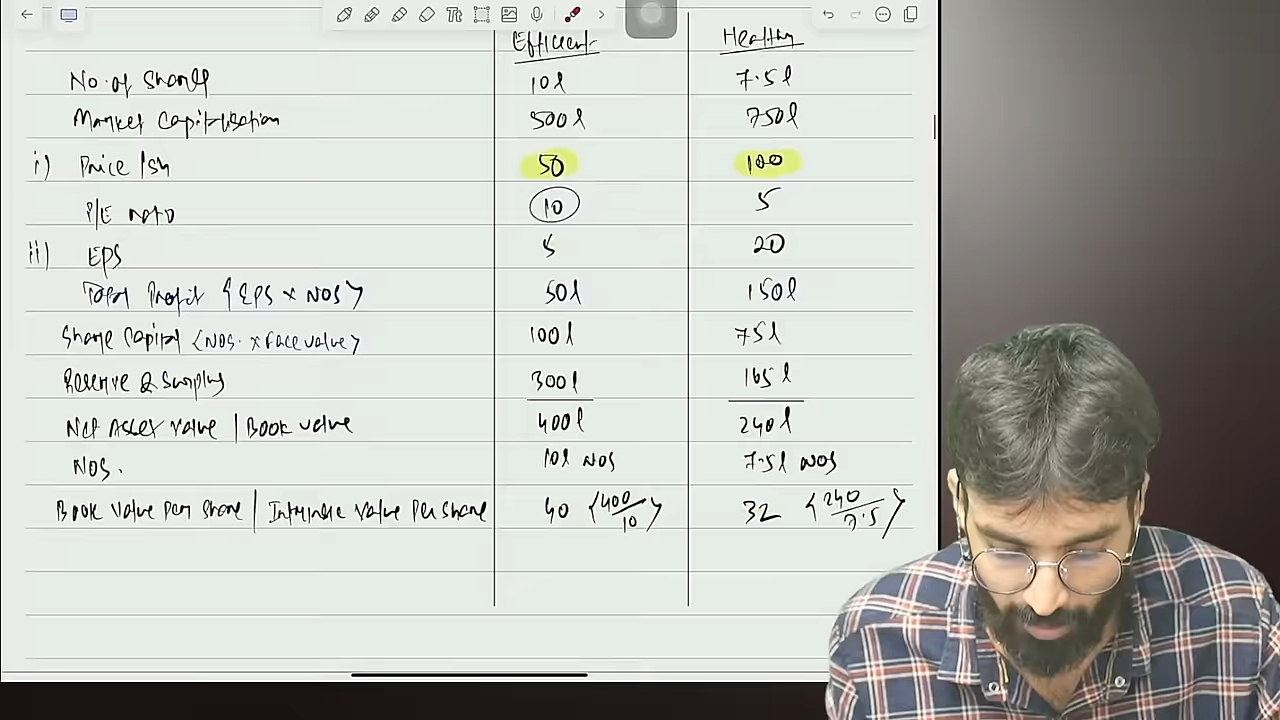 Efficient Healthy
No. of Shares 10l 7.5l
Market Capitalisation 500l 750l
i) Price /Sh 50 100
P/E ratio 10 5
ii) EPS 5 20
Total Profit {EPS x NOS} 50l 150l
Share Capital {NOS. x Face value} 100l 75l
Reserve & Surplus 300l 165l
Net Asset Value | Book value 400l 240l
NOS. 10l NOS 7.5l NOS
Book Value Per Share | Intrinsic Value Per Share 40 {400/10} 32 {240/7.5}